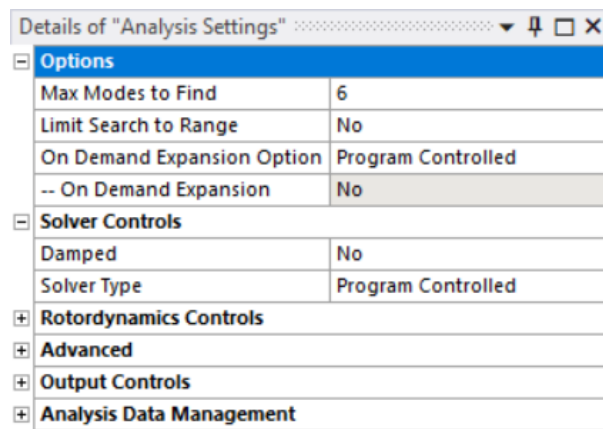 Details of "Analysis Settings"
Options
Max Modes to Find 6
Limit Search to Range No
On Demand Expansion Option Program Controlled
-- On Demand Expansion No
Solver Controls
Damped No
Solver Type Program Controlled
Rotordynamics Controls
Advanced
Output Controls
Analysis Data Management